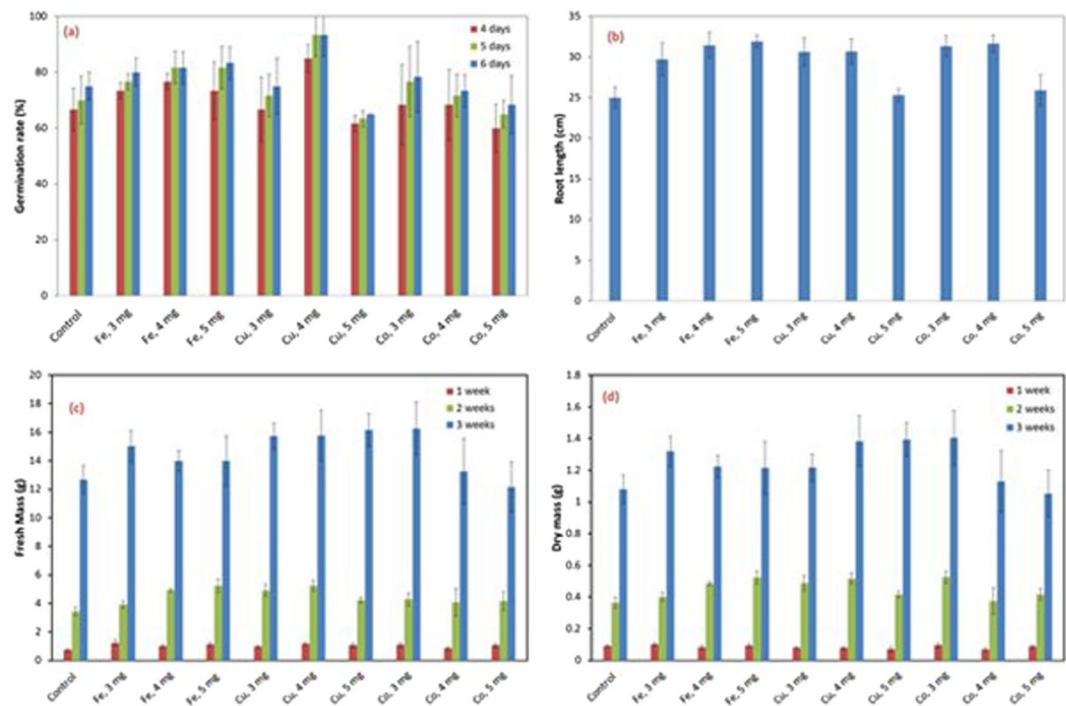 (a)
4 days
5 days
6 days
Germination rate (%)
100
80
60
40
20
0
Control
Fe, 3 mg
Fe, 4 mg
Fe, 5 mg
Cu, 3 mg
Cu, 4 mg
Cu, 5 mg
Co, 3 mg
Co, 4 mg
Co, 5 mg
(b)
Root length (cm)
35
30
25
20
15
10
5
0
Control
Fe, 3 mg
Fe, 4 mg
Fe, 5 mg
Cu, 3 mg
Cu, 4 mg
Cu, 5 mg
Co, 3 mg
Co, 4 mg
Co, 5 mg
(c)
1 week
2 weeks
3 weeks
Fresh Mass (g)
20
18
16
14
12
10
8
6
4
2
0
Control
Fe, 3 mg
Fe, 4 mg
Fe, 5 mg
Cu, 3 mg
Cu, 4 mg
Cu, 5 mg
Co, 3 mg
Co, 4 mg
Co, 5 mg
(d)
1 week
2 weeks
3 weeks
Dry mass (g)
1.8
1.6
1.4
1.2
1
0.8
0.6
0.4
0.2
0
Control
Fe, 3 mg
Fe, 4 mg
Fe, 5 mg
Cu, 3 mg
Cu, 4 mg
Cu, 5 mg
Co, 3 mg
Co, 4 mg
Co, 5 mg